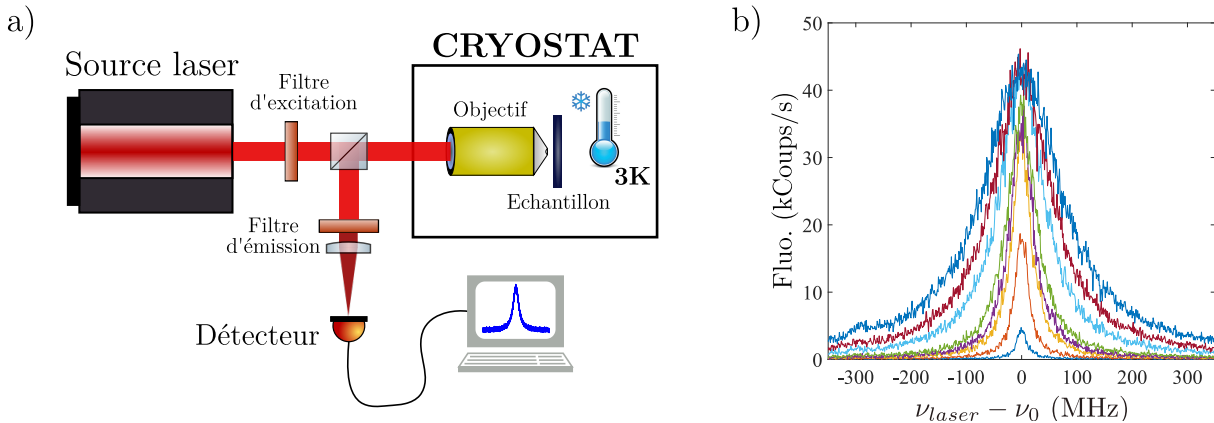 a)
Source laser
Filtre
d'excitation
CRYOSTAT
Objectif
3K
Echantillon
Filtre
d'émission
Détecteur
b)
Fluo. (kCoups/s)
50
40
30
20
10
0
-300 -200 -100 0 100 200 300
ν_laser − ν_0 (MHz)